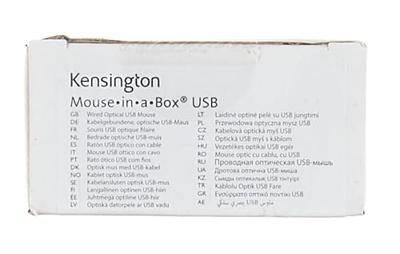 Kensington
Mouse•in•a•Box® USB
GB Wired Optical USB Mouse
DE Kabelgebundene, optische USB-Maus
FR Souris USB optique filaire
NL Bedrade optische USB-muis
ES Ratón USB óptico con cable
IT Mouse USB ottico con cavo
PT Rato ótico USB com fios
DK Optisk mus med USB-kabel
NO Kablet optisk USB-mus
SE Kabelansluten optisk USB-mus
FI Langallinen optinen USB-hiiri
EE Juhtmega optiline USB-hiir
LV Optiskā datorpele ar USB vadu
LT Laidinė optinė pelė su USB jungtimi
PL Przewodowa optyczna mysz USB
CZ Kabelová optická myš USB
SZ Optická myš s káblom USB
HU Vezetékes optikai USB egér
RO Mouse optic cu cablu, cu USB
RU Проводная оптическая USB-мышь
UA Дротова оптична USB-миша
KZ Сымды оптикалық USB тінтуірі
TR Kablolu Optik USB Fare
GR Ενσύρματο οπτικό ποντίκι USB
AE ماوس USB بصري سلكي